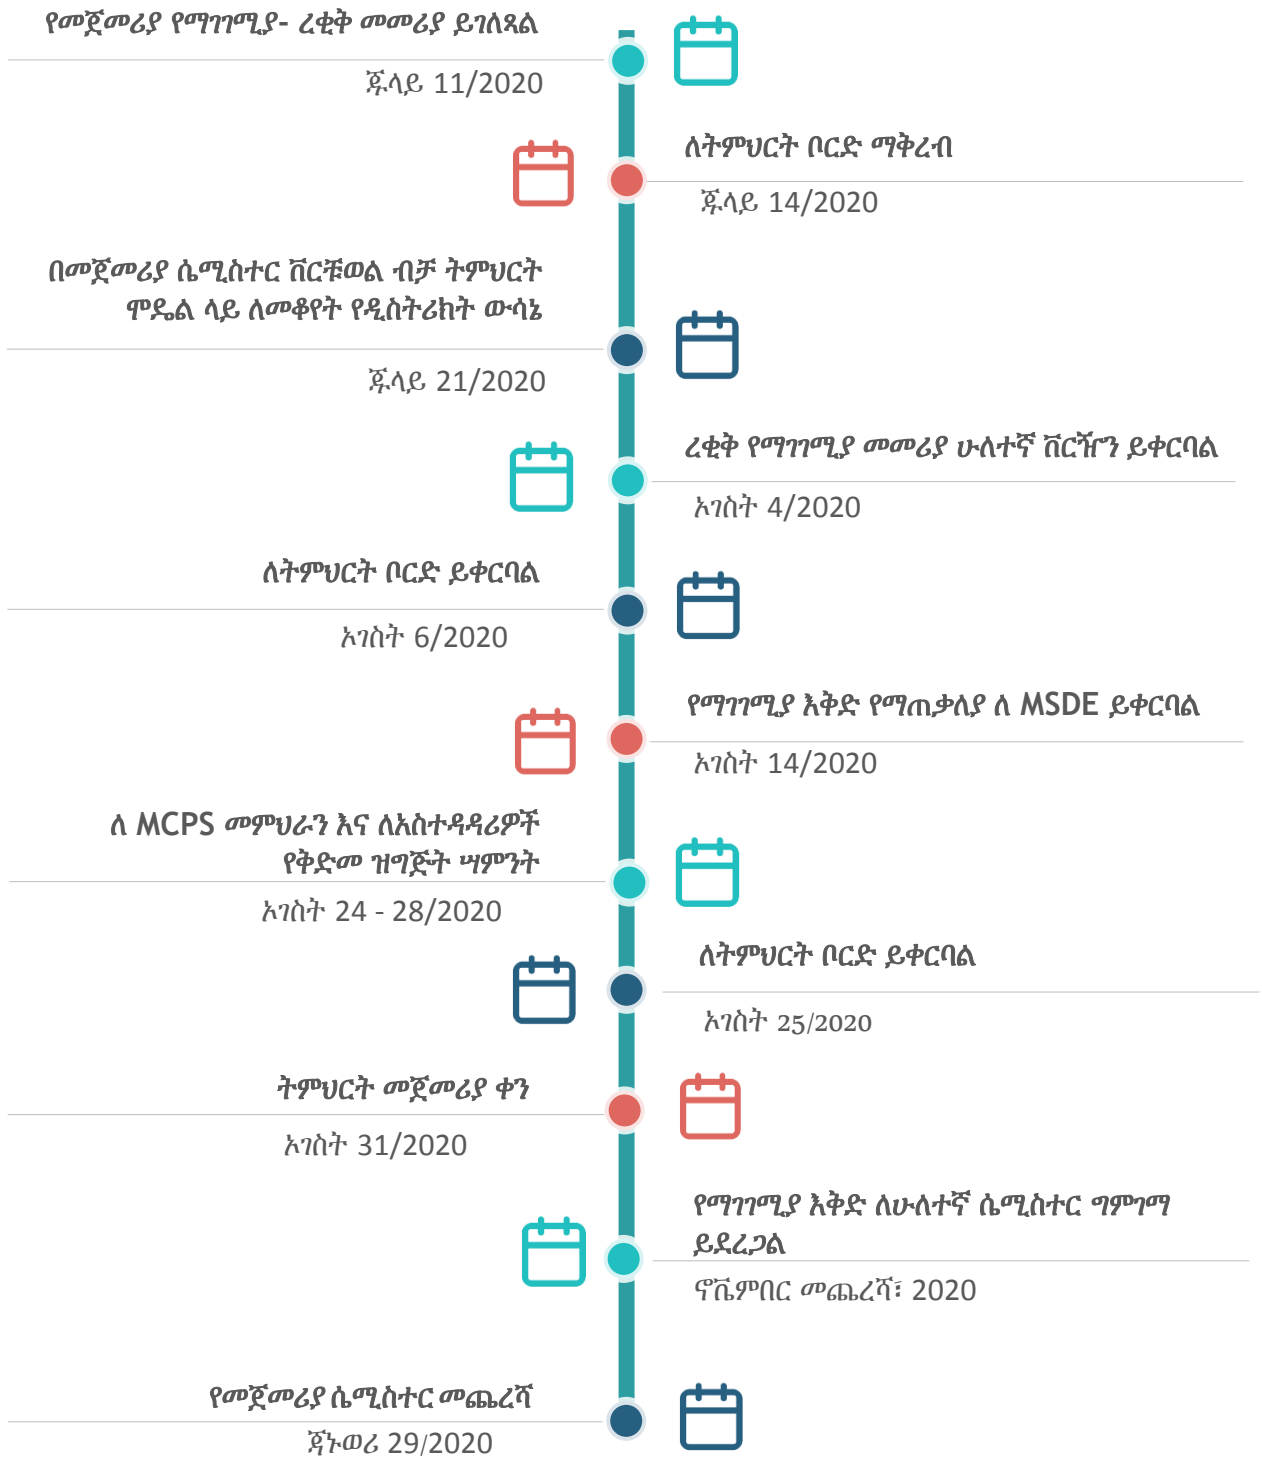 የመጀመሪያ የማገገሚያ- ረቂቅ መመሪያ ይገለጻል
ጁላይ 11/2020
ለትምህርት ቦርድ ማቅረብ
ጁላይ 14/2020
በመጀመሪያ ሴሚስተር ቨርቹወል ብቻ ትምህርት
ሞዴል ላይ ለመቆየት የዲስትሪክት ውሳኔ
ጁላይ 21/2020
ረቂቅ የማገገሚያ መመሪያ ሁለተኛ ቨርዥን ይቀርባል
ኦገስት 4/2020
ለትምህርት ቦርድ ይቀርባል
ኦገስት 6/2020
የማገገሚያ እቅድ የማጠቃለያ ለ MSDE ይቀርባል
ኦገስት 14/2020
ለ MCPS መምህራን እና ለአስተዳዳሪዎች
የቅድመ ዝግጅት ሣምንት
ኦገስት 24 - 28/2020
ለትምህርት ቦርድ ይቀርባል
ኦገስት 25/2020
ትምህርት መጀመሪያ ቀን
ኦገስት 31/2020
የማገገሚያ እቅድ ለሁለተኛ ሴሚስተር ግምገማ
ይደረጋል
ኖቬምበር መጨረሻ፣ 2020
የመጀመሪያ ሴሚስተር መጨረሻ
ጃኑወሪ 29/2020